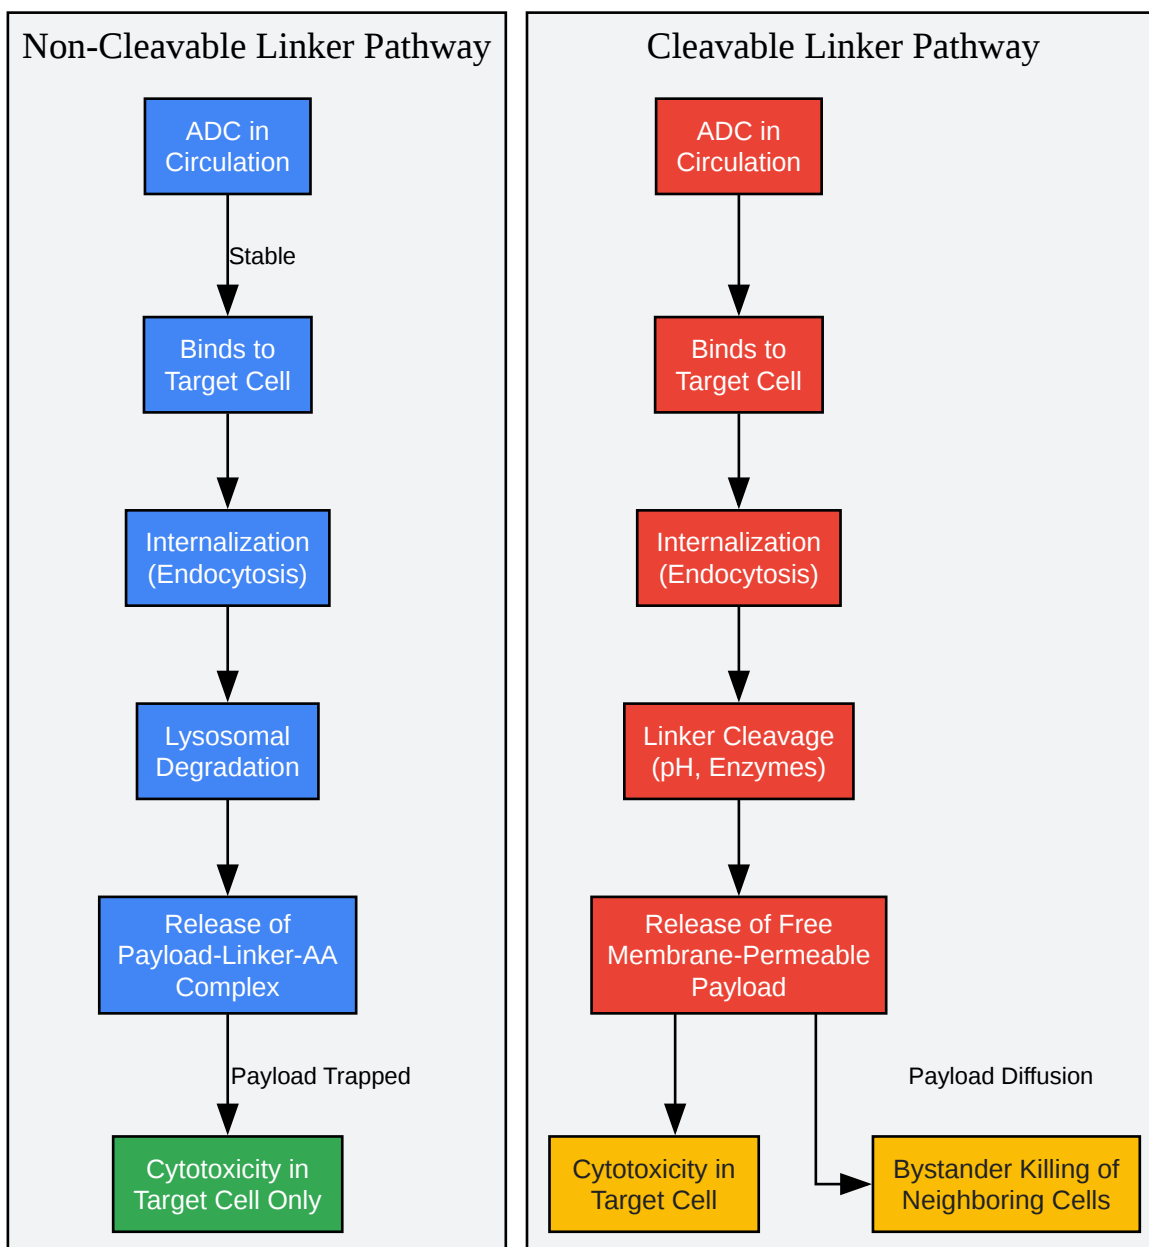 Non-Cleavable Linker Pathway
ADC in
Circulation
Stable
Binds to
Target Cell
Internalization
(Endocytosis)
Lysosomal
Degradation
Release of
Payload-Linker-AA
Complex
Payload Trapped
Cytotoxicity in
Target Cell Only
Cleavable Linker Pathway
ADC in
Circulation
Binds to
Target Cell
Internalization
(Endocytosis)
Linker Cleavage
(pH, Enzymes)
Release of Free
Membrane-Permeable
Payload
Payload Diffusion
Cytotoxicity in
Target Cell
Bystander Killing of
Neighboring Cells